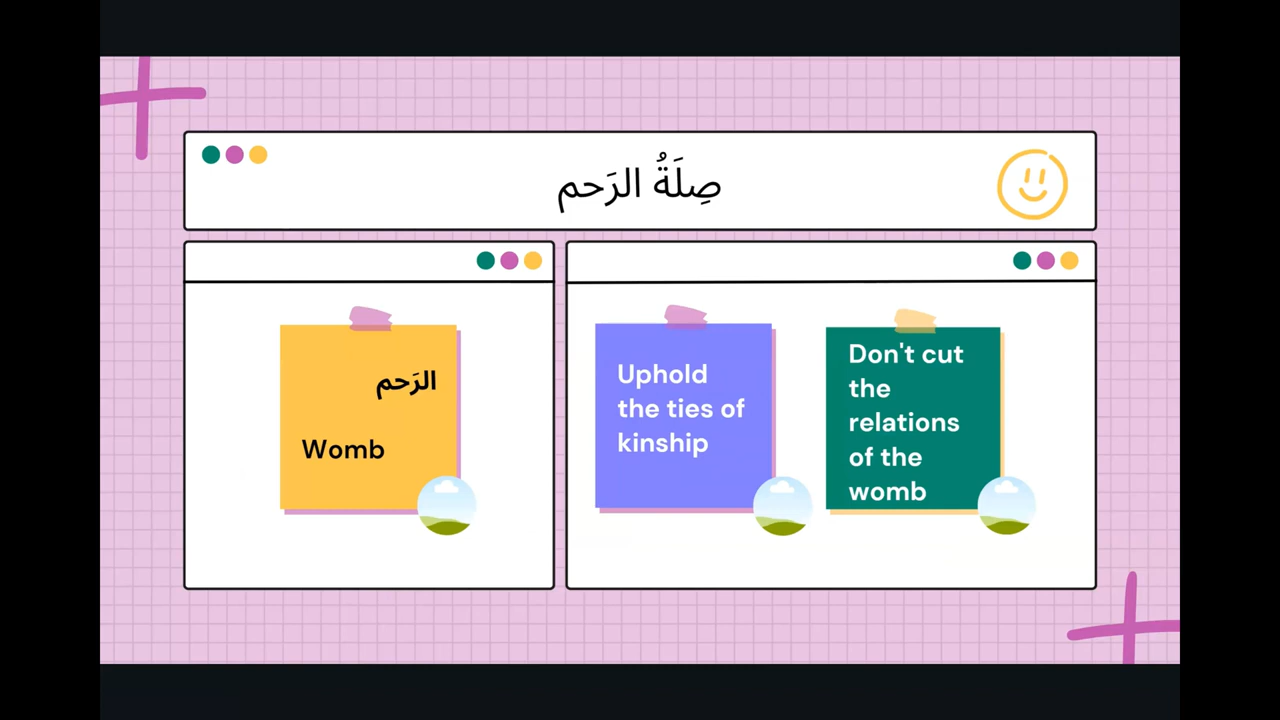 صِلَةُ الرَحم
الرَحم
Womb
Uphold
the ties of
kinship
Don't cut
the
relations
of the
womb